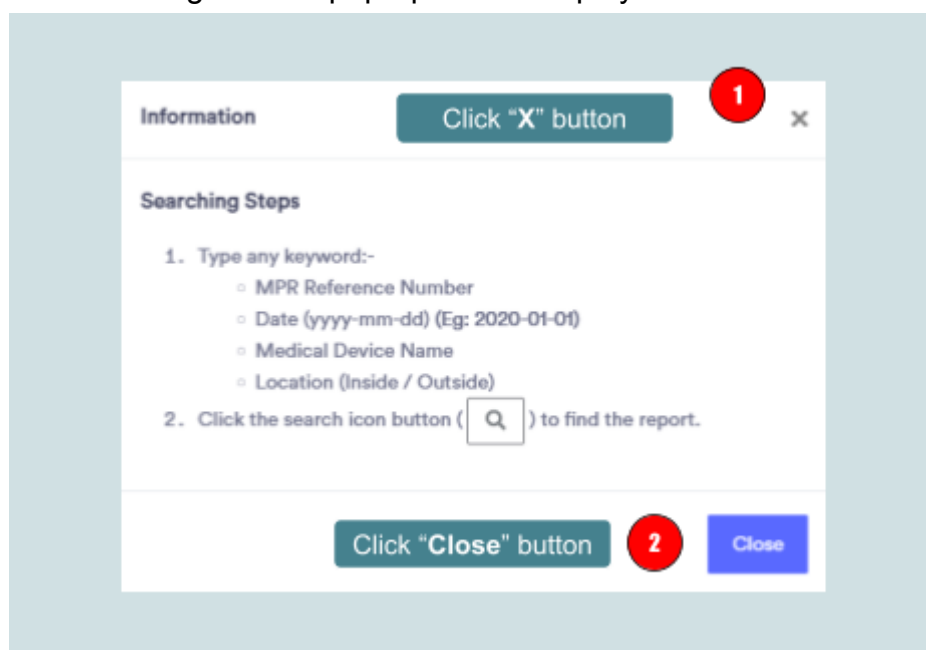 Information
Click “X” button
1
×
Searching Steps
1. Type any keyword:-
◦ MPR Reference Number
◦ Date (yyyy-mm-dd) (Eg: 2020-01-01)
◦ Medical Device Name
◦ Location (Inside / Outside)
2. Click the search icon button ( ) to find the report.
Click “Close” button
2
Close